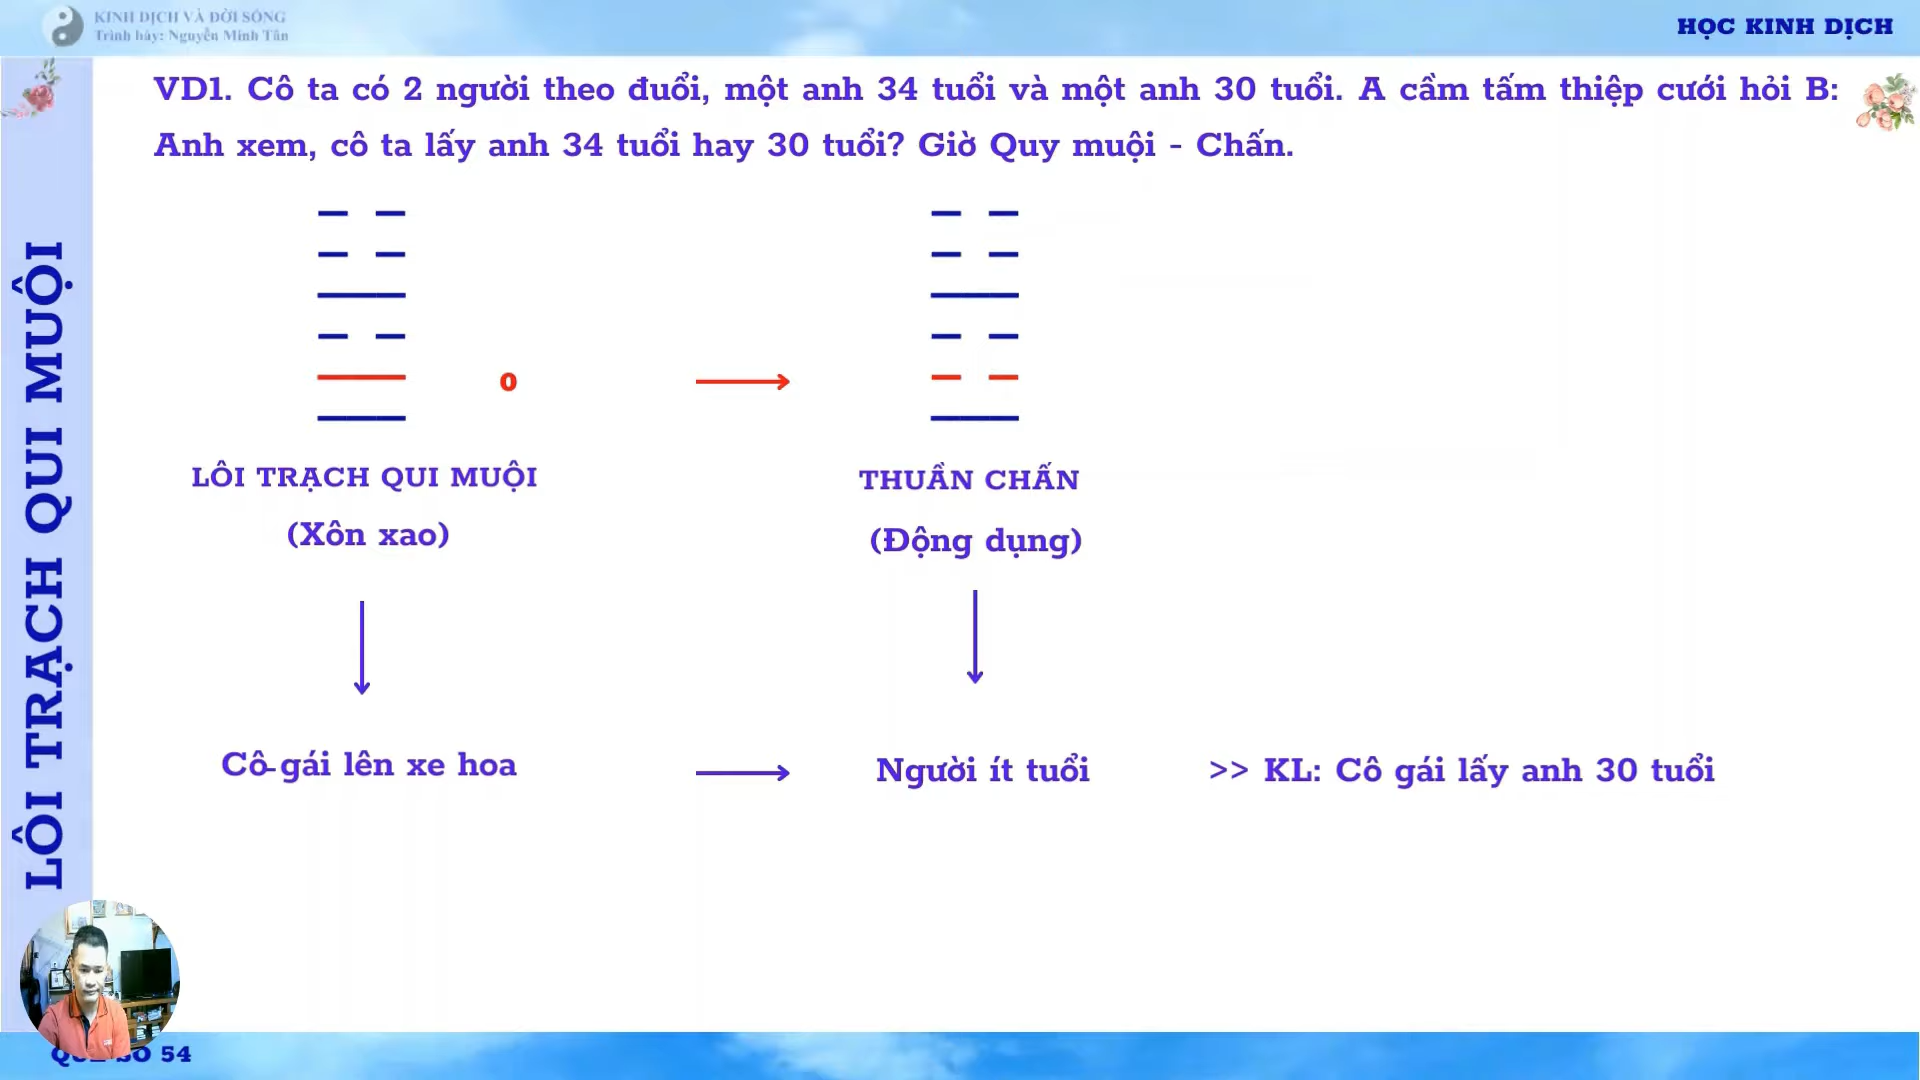 KINH DỊCH VÀ ĐỜI SỐNG
Trình bày: Nguyễn Minh Tân
HỌC KINH DỊCH
VD1. Cô ta có 2 người theo đuổi, một anh 34 tuổi và một anh 30 tuổi. A cầm tấm thiệp cưới hỏi B:
Anh xem, cô ta lấy anh 34 tuổi hay 30 tuổi? Giờ Quy muội - Chấn.
LÔI TRẠCH QUI MUỘI
0
LÔI TRẠCH QUI MUỘI
THUẦN CHẤN
(Xôn xao)
(Động dụng)
Cô gái lên xe hoa
Người ít tuổi
>> KL: Cô gái lấy anh 30 tuổi
54